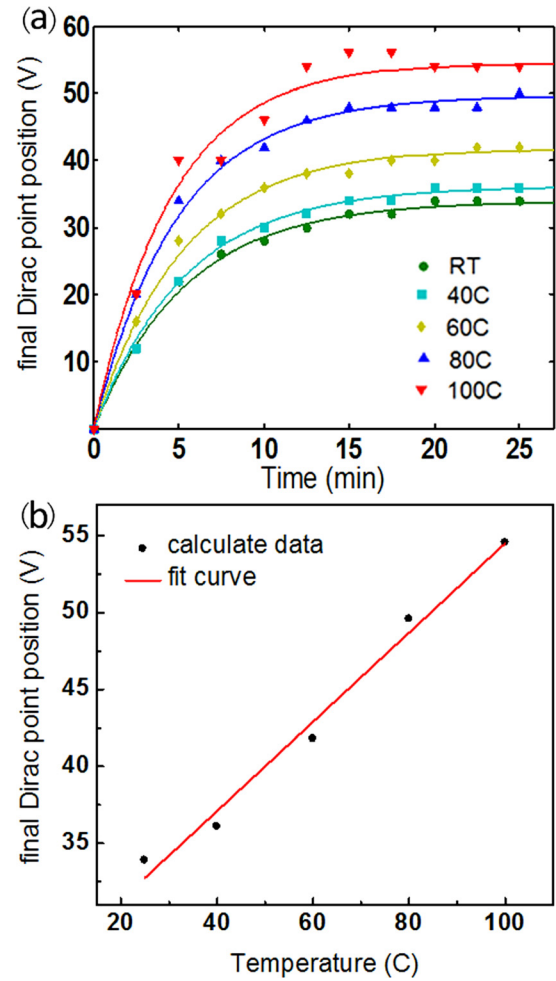 (a)
60
50
40
30
20
10
final Dirac point position (V)
RT
40C
60C
80C
100C
0 5 10 15 20 25
Time (min)
(b)
55
50
45
40
35
final Dirac point position (V)
calculate data
fit curve
20 40 60 80 100
Temperature (C)